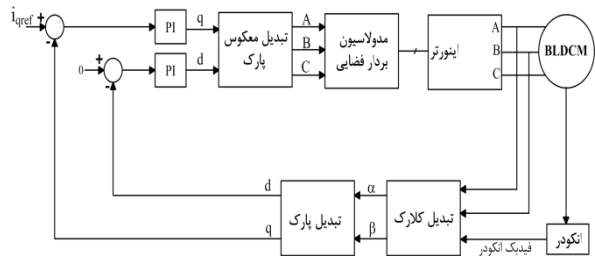 iqref
+
-
PI
q
تبدیل معکوس
پارک
A
B
C
مدولاسیون
بردار فضایی
اینورتر
A
B
C
BLDCM
0
+
-
PI
d
d
q
تبدیل پارک
α
β
تبدیل کلارک
فیدبک انکودر
انکودر